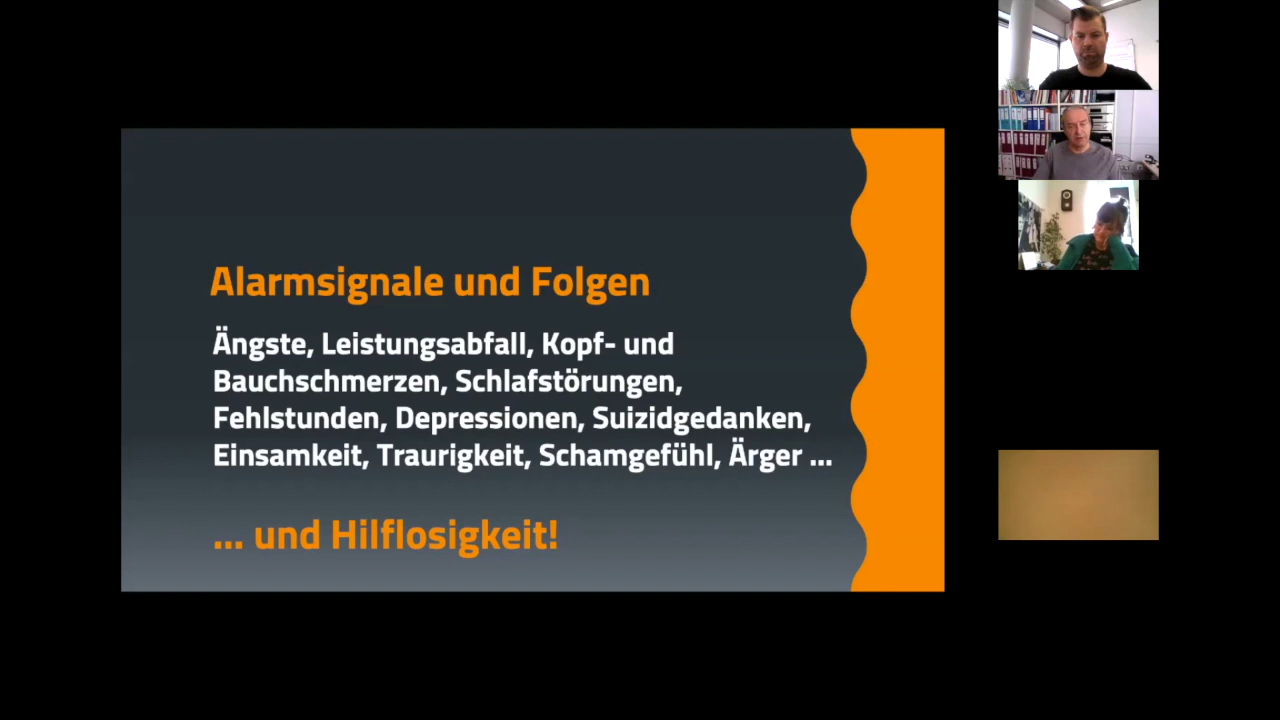 Alarmsignale und Folgen
Ängste, Leistungsabfall, Kopf- und
Bauchschmerzen, Schlafstörungen,
Fehlstunden, Depressionen, Suizidgedanken,
Einsamkeit, Traurigkeit, Schamgefühl, Ärger ...
... und Hilflosigkeit!